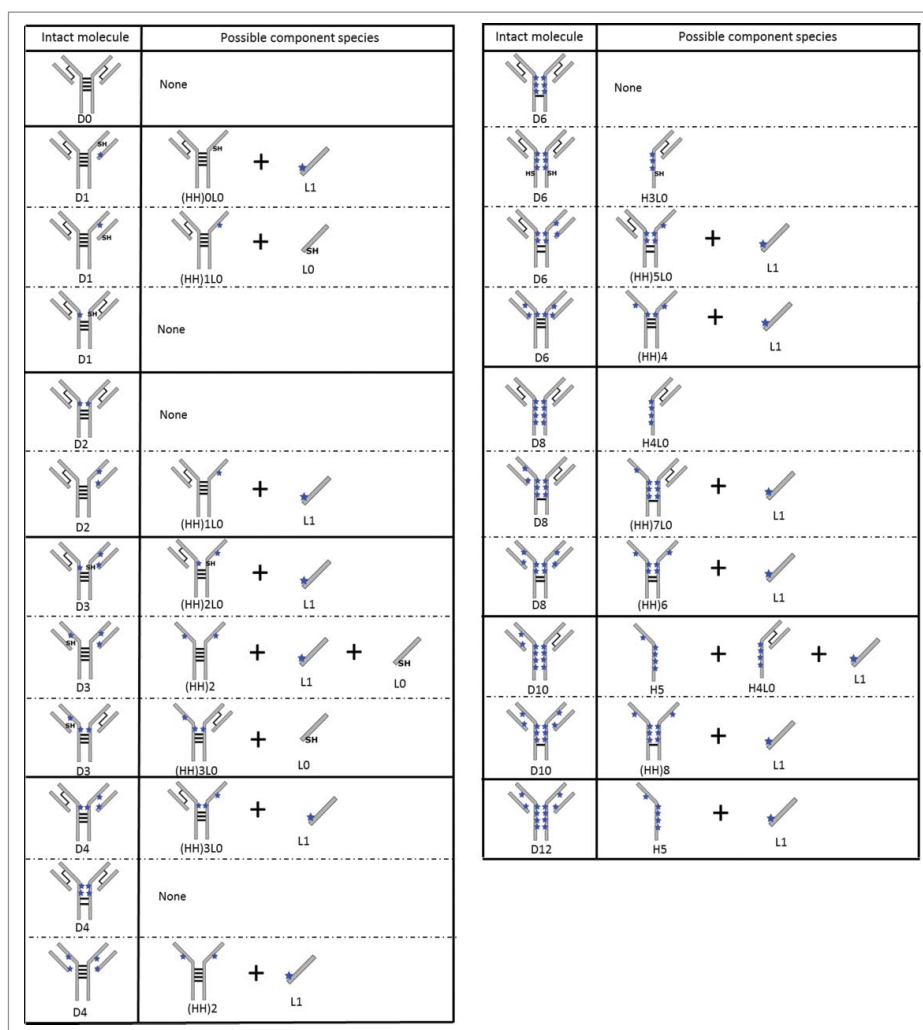 Intact molecule Possible component species
D0 None
SH SH
D1 (HH)0L0 + L1
SH SH
D1 (HH)1L0 + L0
SH
D1 None
D2 None
D2 (HH)1L0 + L1
SH SH
D3 (HH)2L0 + L1
SH SH
D3 (HH)2 + L1 + L0
SH SH
D3 (HH)3L0 + L0
D4 (HH)3L0 + L1
D4 None
D4 (HH)2 + L1
Intact molecule Possible component species
D6 None
HS SH SH
D6 H3L0
D6 (HH)5L0 + L1
D6 (HH)4 + L1
D8 H4L0
D8 (HH)7L0 + L1
D8 (HH)6 + L1
D10 H5 + H4L0 + L1
D10 (HH)8 + L1
D12 H5 + L1